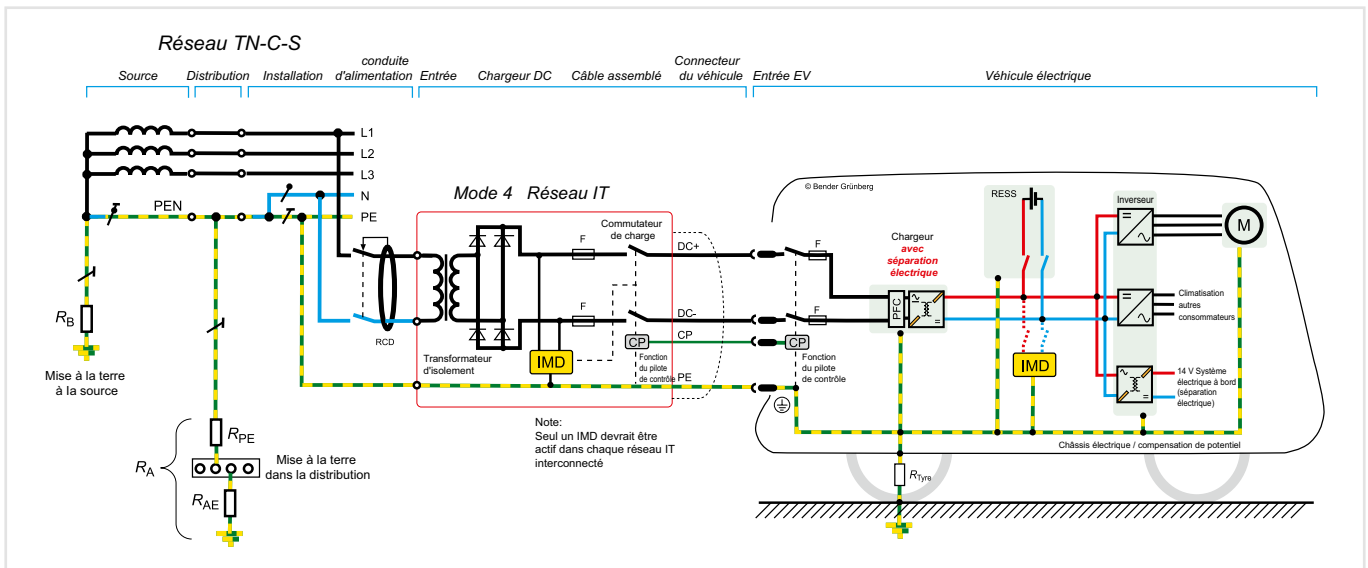 Réseau TN-C-S
Source
Distribution
Installation
conduite
d'alimentation
Entrée
Chargeur DC
Câble assemblé
Connecteur
du véhicule
Entrée EV
Véhicule électrique
L1
L2
L3
N
PEN
PE
Mode 4 Réseau IT
© Bender Grünberg
RESS
Inverseur
M
Commutateur
de charge
F
DC+
F
Chargeur
avec
séparation
électrique
PFC
Climatisation
autres
consommateurs
F
DC-
F
RCD
Transformateur
d'isolement
IMD
CP
Fonction
du pilote
de contrôle
CP
PE
CP
Fonction
du pilote
de contrôle
IMD
14 V Système
électrique à bord
(séparation
électrique)
RB
Mise à la terre
à la source
Note:
Seul un IMD devrait être
actif dans chaque réseau IT
interconnecté
Châssis électrique / compensation de potentiel
RPE
RA
Mise à la terre
dans la distribution
RAE
RTyre